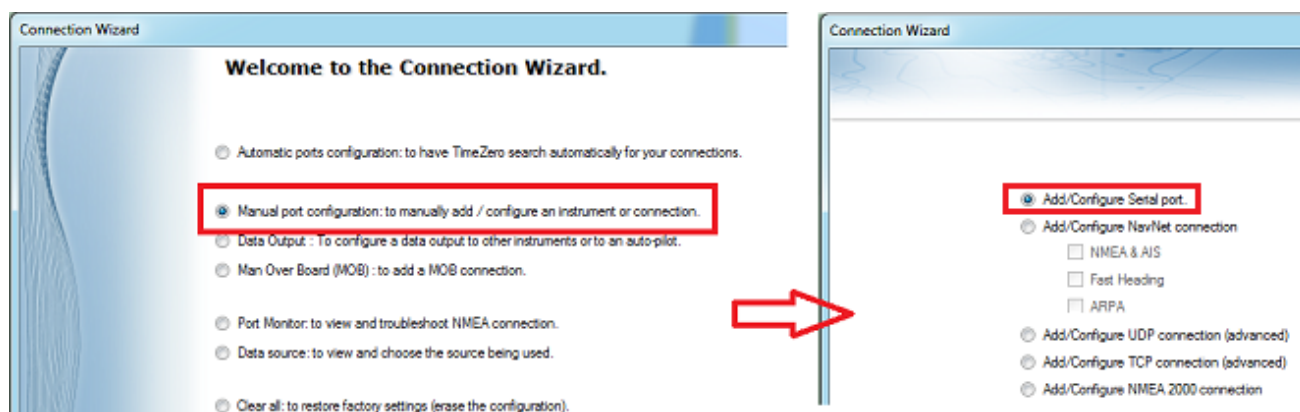 Connection Wizard
Welcome to the Connection Wizard.
Automatic ports configuration: to have TimeZero search automatically for your connections.
Manual port configuration: to manually add / configure an instrument or connection.
Data Output : To configure a data output to other instruments or to an auto-pilot.
Man Over Board (MOB) : to add a MOB connection.
Port Monitor: to view and troubleshoot NMEA connection.
Data source: to view and choose the source being used.
Clear all: to restore factory settings (erase the configuration).
Connection Wizard
Add/Configure Serial port.
Add/Configure NavNet connection
NMEA & AIS
Fast Heading
ARPA
Add/Configure UDP connection (advanced)
Add/Configure TCP connection (advanced)
Add/Configure NMEA 2000 connection